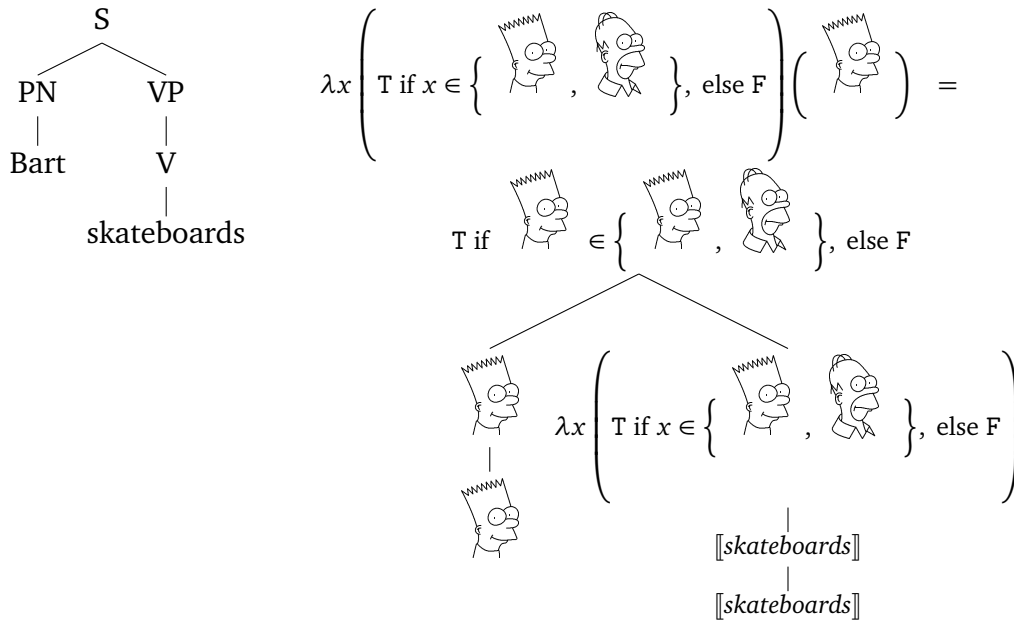 S
PN VP
Bart V
skateboards
λx ( T if x ∈ { , }, else F ) ( ) =
T if ∈ { , }, else F
λx ( T if x ∈ { , }, else F )
⟦skateboards⟧
⟦skateboards⟧